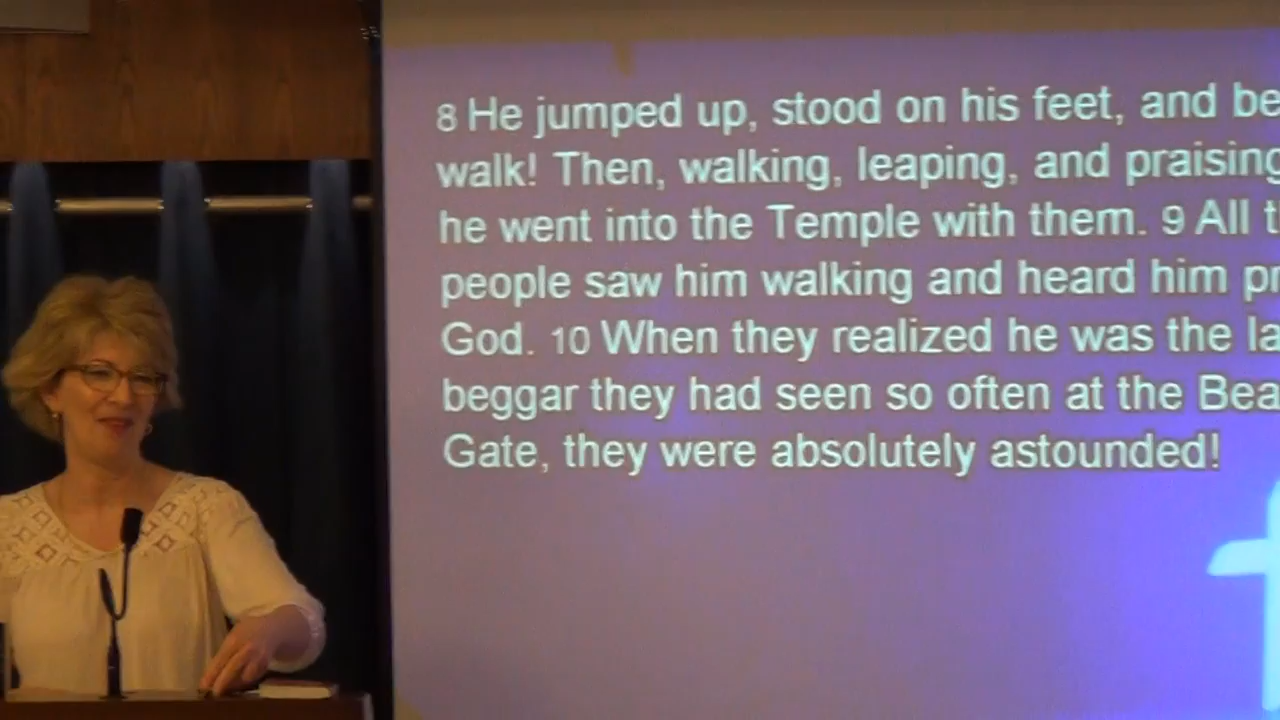 8 He jumped up, stood on his feet, and be
walk! Then, walking, leaping, and praising
he went into the Temple with them. 9 All t
people saw him walking and heard him pr
God. 10 When they realized he was the la
beggar they had seen so often at the Bea
Gate, they were absolutely astounded!